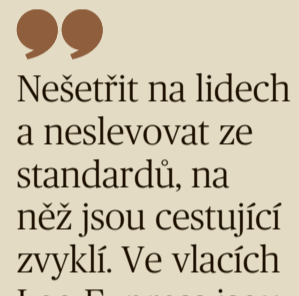 Nešetřit na lidech
a neslevovat ze
standardů, na
něž jsou cestující
zvyklí. Ve vlacích